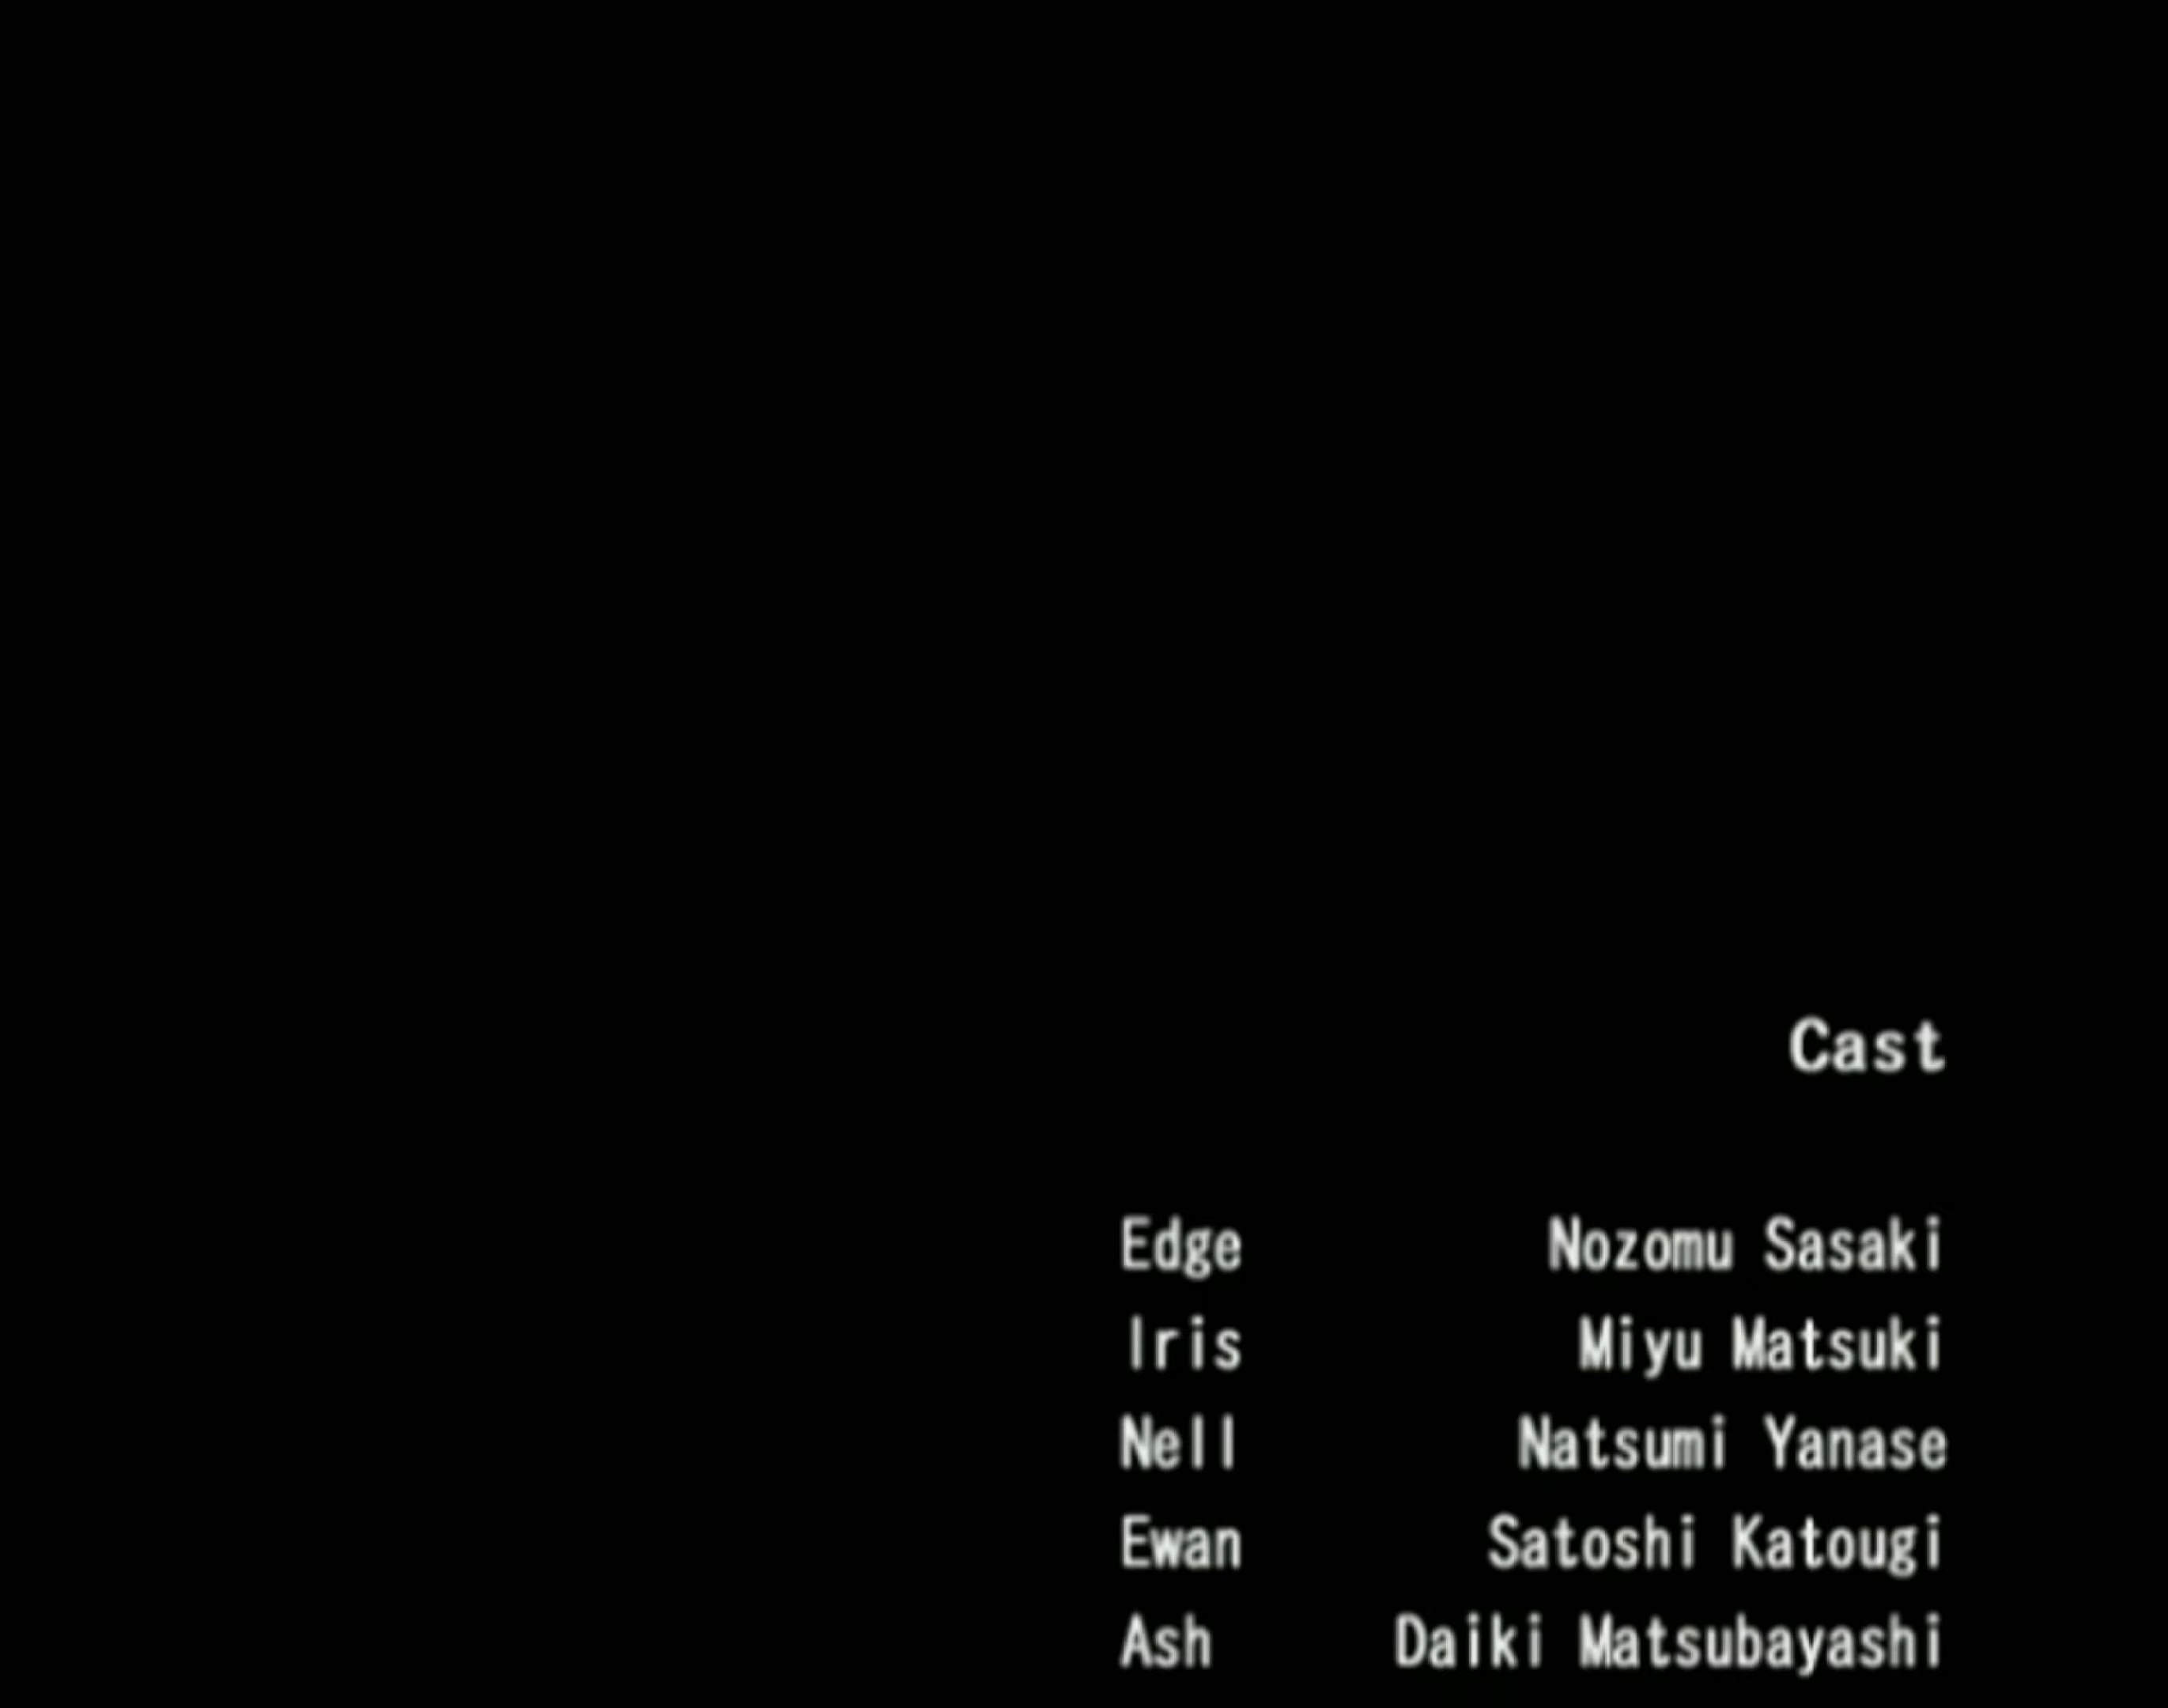 Cast
Edge Nozomu Sasaki
Iris Miyu Matsuki
Nell Natsumi Yanase
Ewan Satoshi Katougi
Ash Daiki Matsubayashi